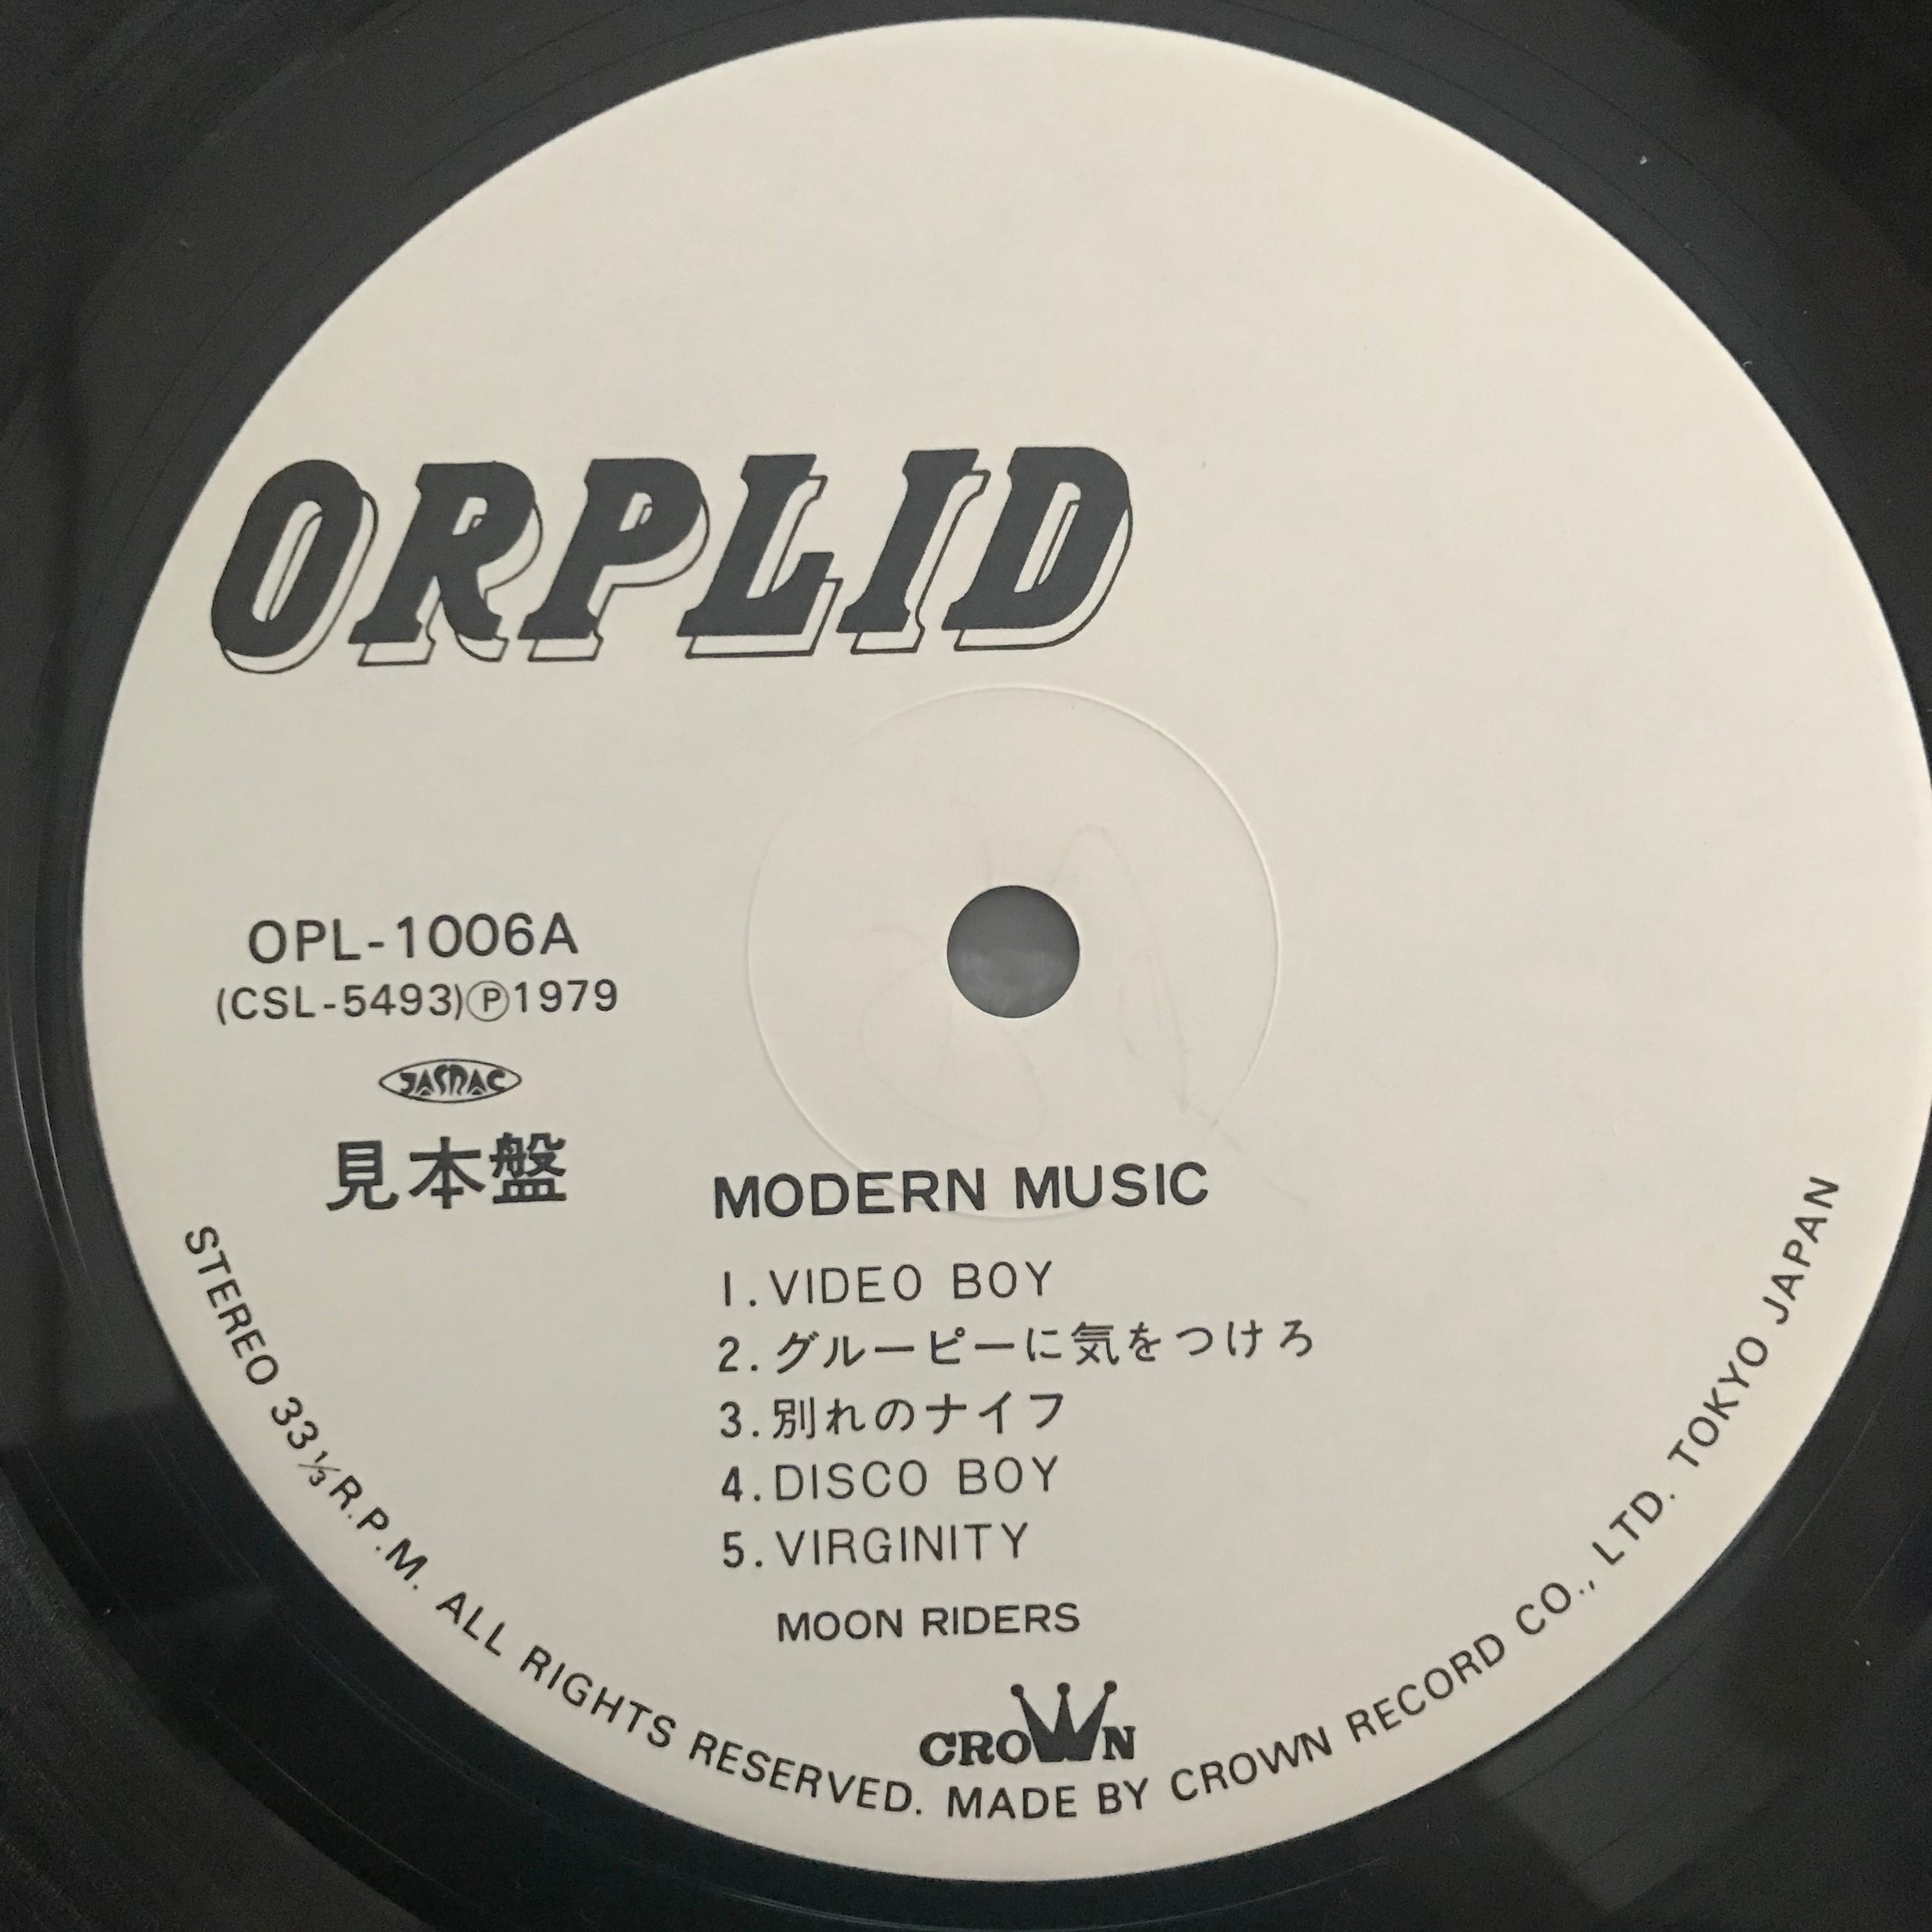 ORPLID
OPL-1006A
(CSL-5493)Ⓟ1979
JASRAC
見本盤
MODERN MUSIC
1.VIDEO BOY
2.グルーピーに気をつけろ
3.別れのナイフ
4.DISCO BOY
5.VIRGINITY
MOON RIDERS
CROWN
STEREO 33⅓R.P.M. ALL RIGHTS RESERVED. MADE BY CROWN RECORD CO., LTD. TOKYO JAPAN